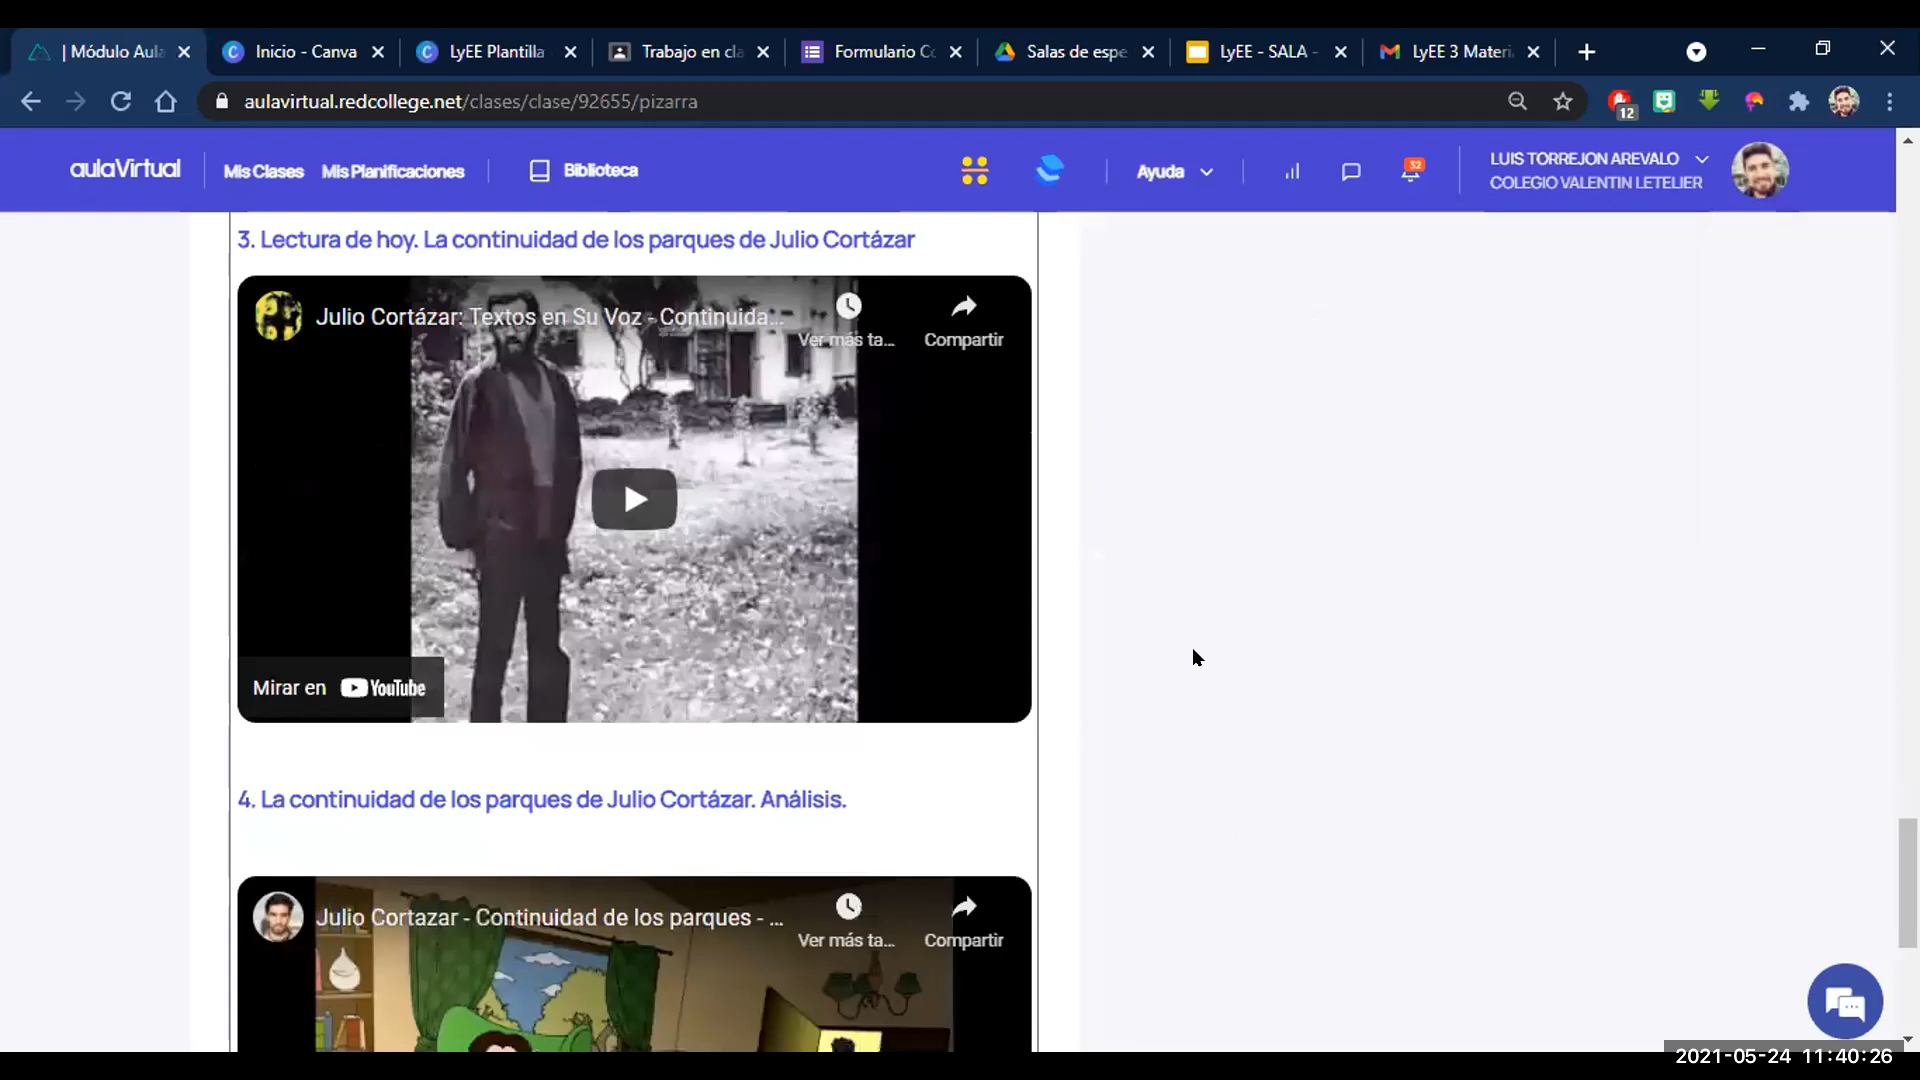 | Módulo Aula
Inicio - Canva
LyEE Plantilla
Trabajo en cla
Formulario Co
Salas de espe
LyEE - SALA -
LyEE 3 Materi
aulavirtual.redcollege.net/clases/clase/92655/pizarra
12
aulaVirtual
Mis Clases
Mis Planificaciones
Biblioteca
Ayuda
32
LUIS TORREJON AREVALO
COLEGIO VALENTIN LETELIER
3. Lectura de hoy. La continuidad de los parques de Julio Cortázar
Julio Cortázar: Textos en Su Voz - Continuida...
Ver más ta...
Compartir
Mirar en YouTube
4. La continuidad de los parques de Julio Cortázar. Análisis.
Julio Cortazar - Continuidad de los parques - ...
Ver más ta...
Compartir
2021-05-24 11:40:26